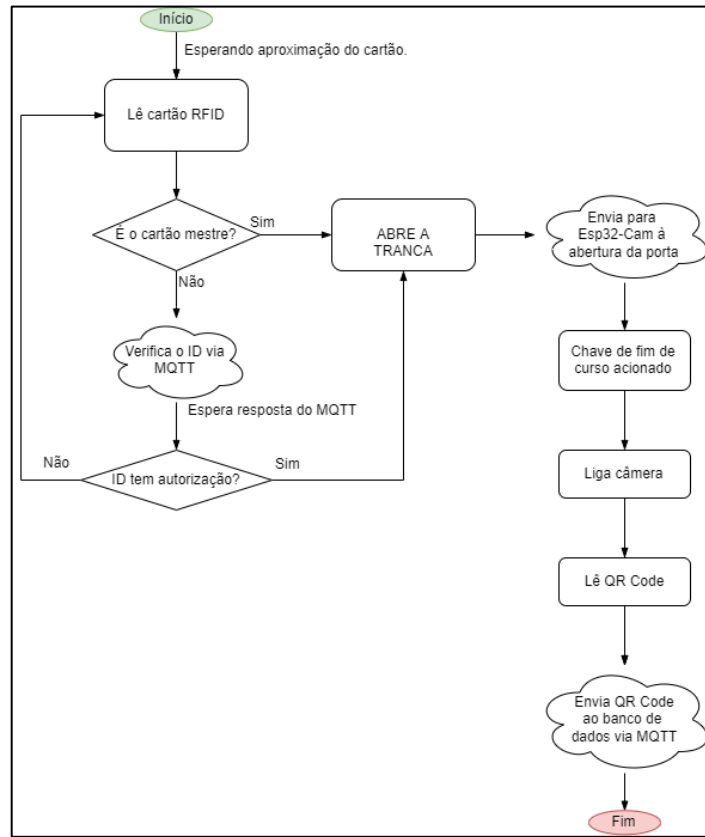 Início
Esperando aproximação do cartão.
Lê cartão RFID
É o cartão mestre?
Sim
Não
ABRE A
TRANCA
Envia para
Esp32-Cam à
abertura da porta
Verifica o ID via
MQTT
Espera resposta do MQTT
Não
ID tem autorização?
Sim
Chave de fim de
curso acionado
Liga câmera
Lê QR Code
Envia QR Code
ao banco de
dados via MQTT
Fim